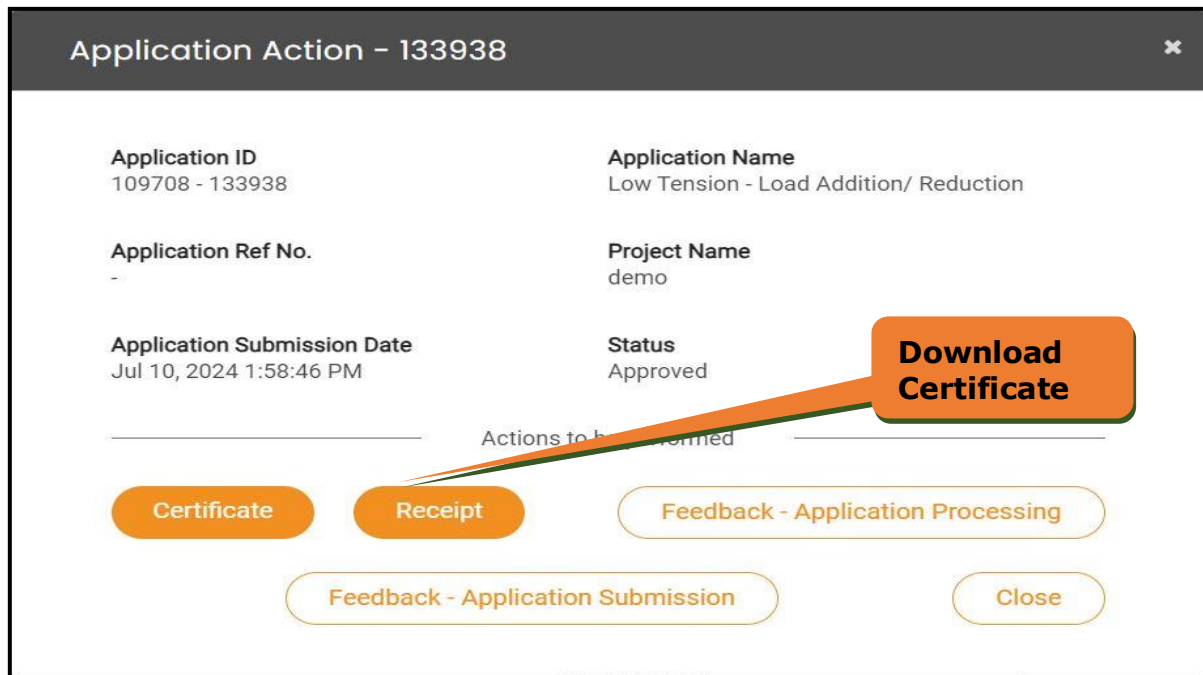 Application Action - 133938
Application ID
109708 - 133938
Application Name
Low Tension - Load Addition/ Reduction
Application Ref No.
-
Project Name
demo
Application Submission Date
Jul 10, 2024 1:58:46 PM
Status
Approved
Download
Certificate
Actions to
Certificate
Receipt
Feedback - Application Processing
Feedback - Application Submission
Close